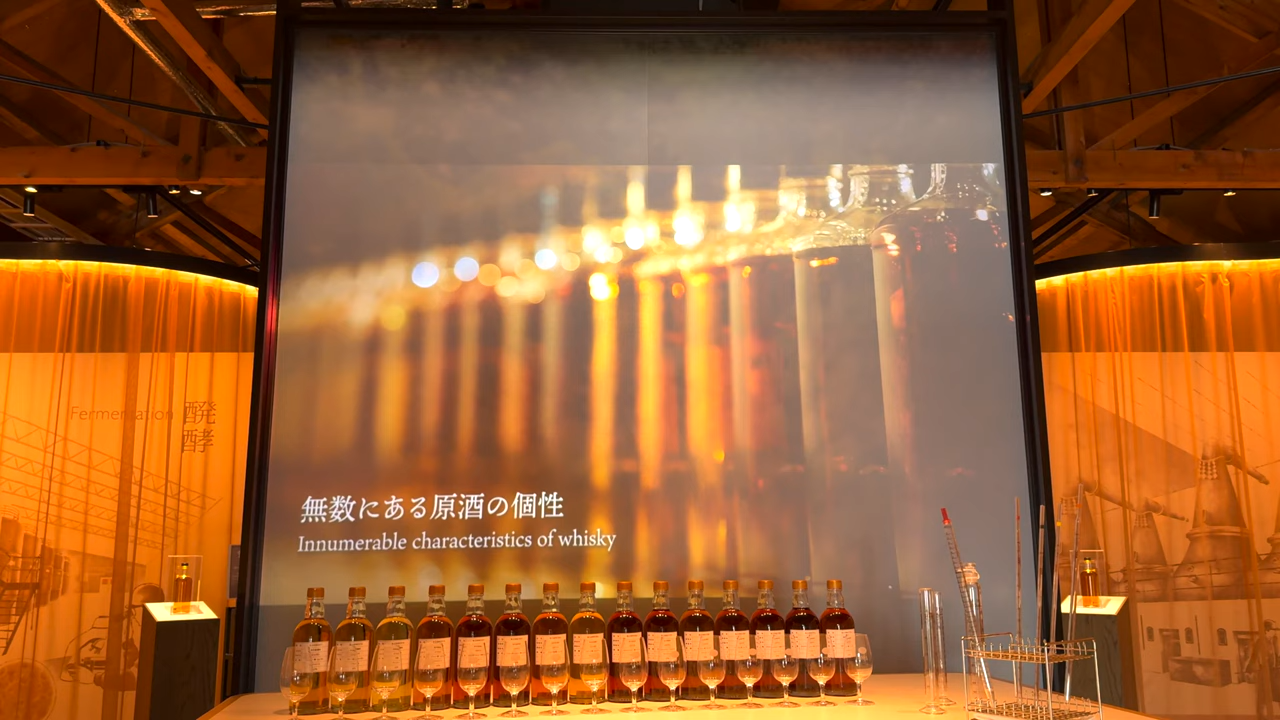 Fermentation
醗
酵
無数にある原酒の個性
Innumerable characteristics of whisky